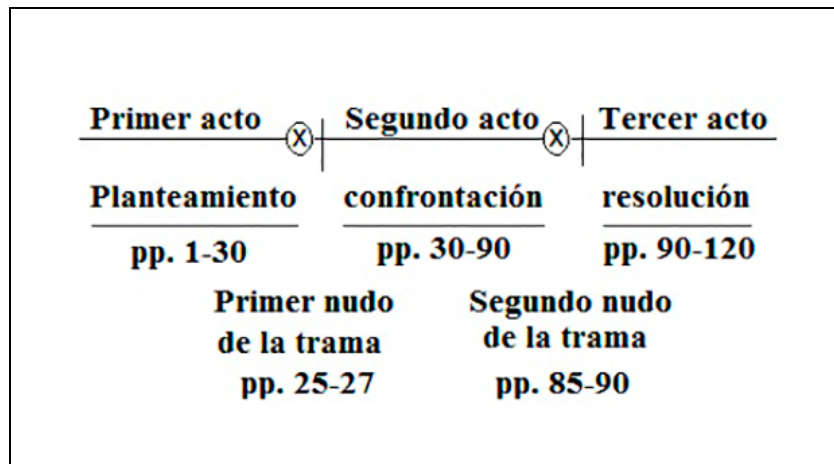 Primer acto X Segundo acto X Tercer acto
Planteamiento confrontación resolución
pp. 1-30 pp. 30-90 pp. 90-120
Primer nudo Segundo nudo
de la trama de la trama
pp. 25-27 pp. 85-90